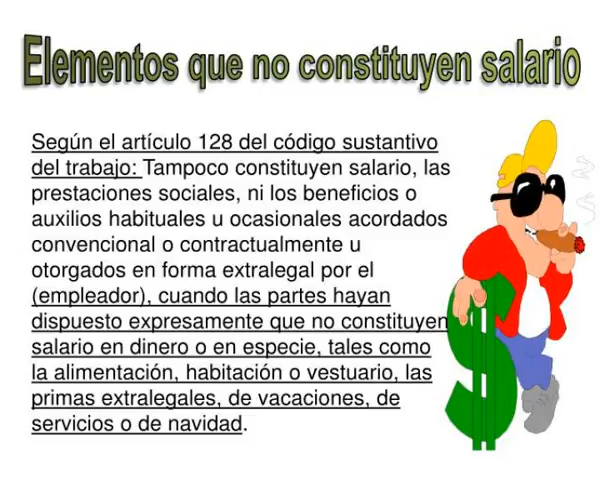 Elementos que no constituyen salario
Según el artículo 128 del código sustantivo
del trabajo: Tampoco constituyen salario, las
prestaciones sociales, ni los beneficios o
auxilios habituales u ocasionales acordados
convencional o contractualmente u
otorgados en forma extralegal por el
(empleador), cuando las partes hayan
dispuesto expresamente que no constituyen
salario en dinero o en especie, tales como
la alimentación, habitación o vestuario, las
primas extralegales, de vacaciones, de
servicios o de navidad.